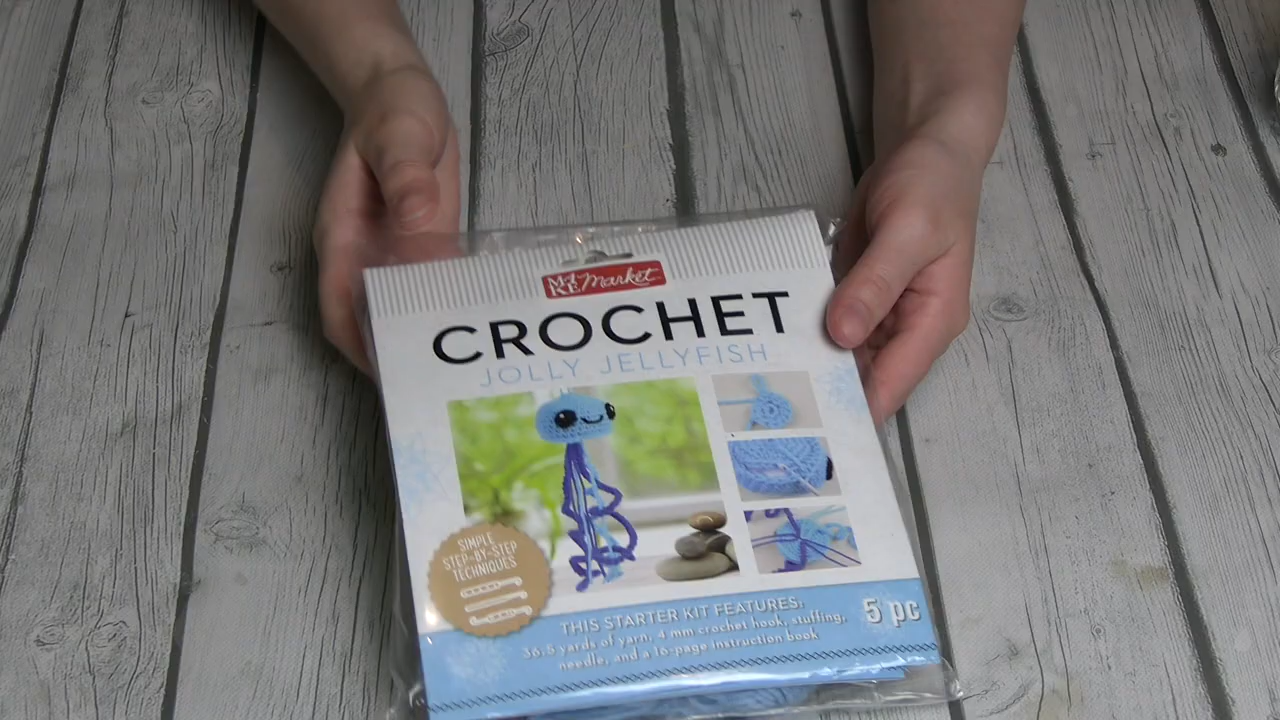 MAKE Market
CROCHET
JOLLY JELLYFISH
SIMPLE
STEP-BY-STEP
TECHNIQUES
THIS STARTER KIT FEATURES:
36.5 yards of yarn, 4 mm crochet hook, stuffing,
needle, and a 16-page instruction book
5 pc